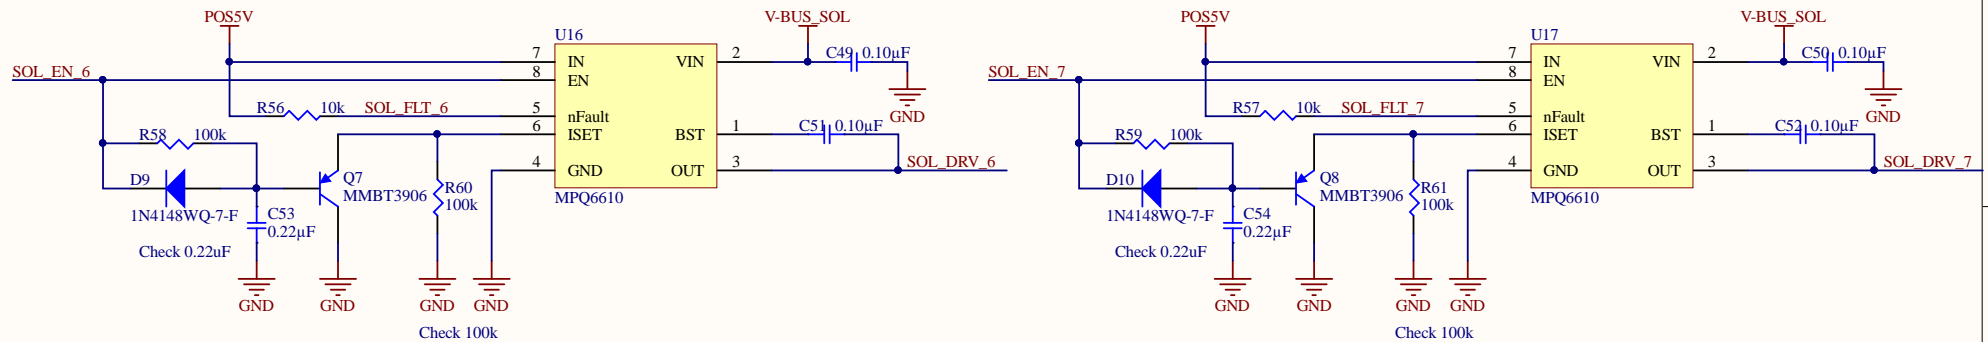 POS5V
V-BUS_SOL
U16
SOL_EN_6
7 IN VIN 2
C49 0.10µF
8 EN
GND
R56 10k SOL_FLT_6 5 nFault
6 ISET BST 1
C51 0.10µF
R58 100k
4 GND OUT 3
SOL_DRV_6
D9
1N4148WQ-7-F
Q7
MMBT3906
R60
100k
MPQ6610
C53
0.22µF
Check 0.22uF
GND GND GND GND
Check 100k
POS5V
V-BUS_SOL
U17
SOL_EN_7
7 IN VIN 2
C50 0.10µF
8 EN
GND
R57 10k SOL_FLT_7 5 nFault
6 ISET BST 1
C52 0.10µF
R59 100k
4 GND OUT 3
SOL_DRV_7
D10
1N4148WQ-7-F
Q8
MMBT3906
R61
100k
MPQ6610
C54
0.22µF
Check 0.22uF
GND GND GND GND
Check 100k